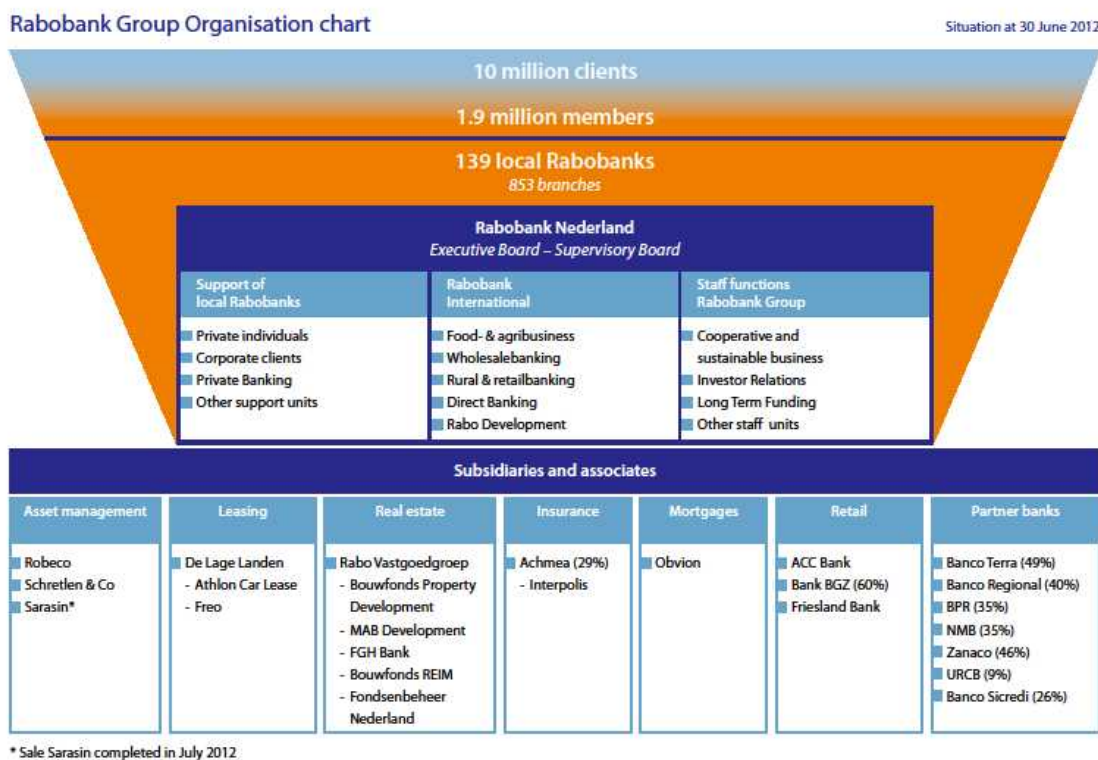 Rabobank Group Organisation chart
Situation at 30 June 2012
10 million clients
1.9 million members
139 local Rabobanks
853 branches
Rabobank Nederland
Executive Board – Supervisory Board
Support of
local Rabobanks
Private individuals
Corporate clients
Private Banking
Other support units
Rabobank
International
Food- & agribusiness
Wholesalebanking
Rural & retailbanking
Direct Banking
Rabo Development
Staff functions
Rabobank Group
Cooperative and
sustainable business
Investor Relations
Long Term Funding
Other staff units
Subsidiaries and associates
Asset management
Robeco
Schretlen & Co
Sarasin*
Leasing
De Lage Landen
- Athlon Car Lease
- Freo
Real estate
Rabo Vastgoedgroep
- Bouwfonds Property
Development
- MAB Development
- FGH Bank
- Bouwfonds REIM
- Fondsenbeheer
Nederland
Insurance
Achmea (29%)
- Interpolis
Mortgages
Obvion
Retail
ACC Bank
Bank BGZ (60%)
Friesland Bank
Partner banks
Banco Terra (49%)
Banco Regional (40%)
BPR (35%)
NMB (35%)
Zanaco (46%)
URCB (9%)
Banco Sicredi (26%)
* Sale Sarasin completed in July 2012